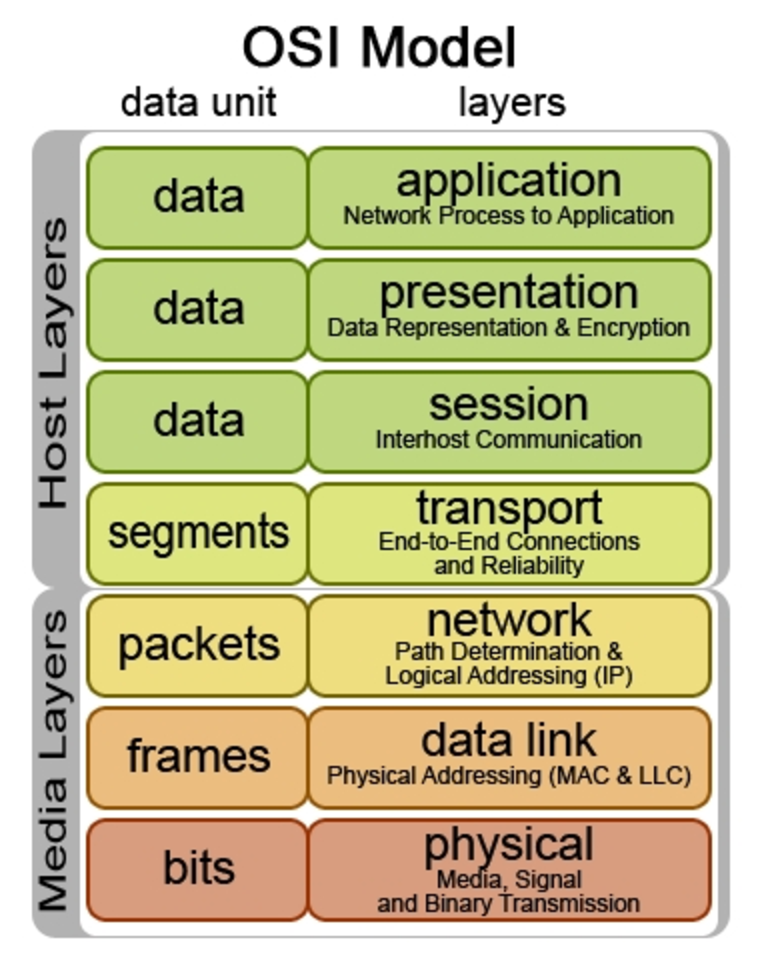 OSI Model
data unit layers
Host Layers
data application
Network Process to Application
data presentation
Data Representation & Encryption
data session
Interhost Communication
segments transport
End-to-End Connections
and Reliability
Media Layers
packets network
Path Determination &
Logical Addressing (IP)
frames data link
Physical Addressing (MAC & LLC)
bits physical
Media, Signal
and Binary Transmission